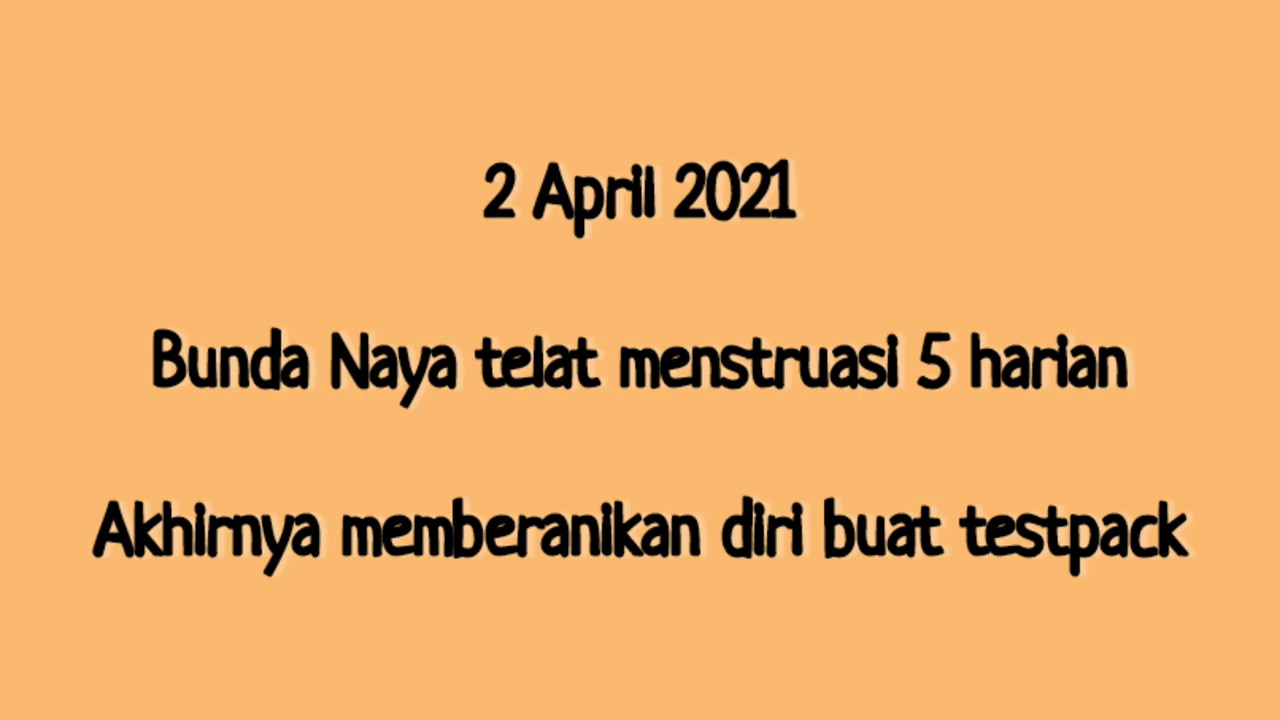 2 April 2021
Bunda Naya telat menstruasi 5 harian
Akhirnya memberanikan diri buat testpack